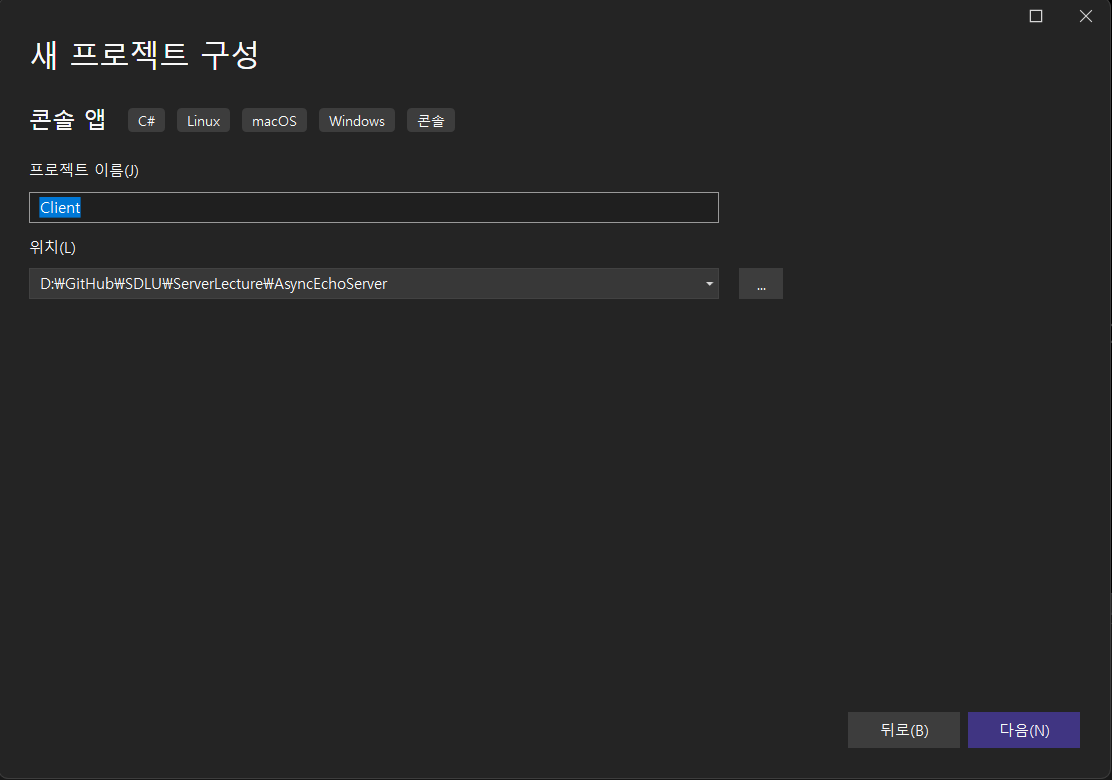 새 프로젝트 구성
콘솔 앱 C# Linux macOS Windows 콘솔
프로젝트 이름(J)
Client
위치(L)
D:₩GitHub₩SDLU₩ServerLecture₩AsyncEchoServer ...
뒤로(B) 다음(N)